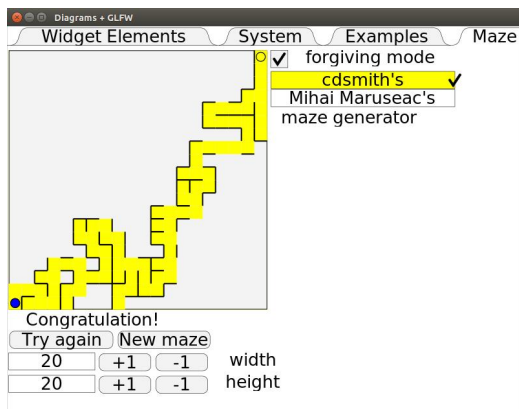 Diagrams + GLFW
Widget Elements System Examples Maze
forgiving mode
cdsmith's
Mihai Maruseac's
maze generator
Congratulation!
Try again New maze
20 +1 -1 width
20 +1 -1 height